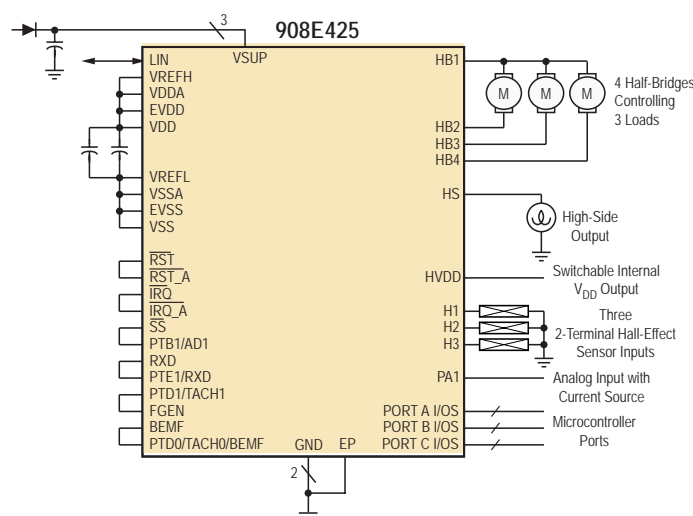 3
908E425
VSUP
LIN
VREFH
VDDA
EVDD
VDD
VREFL
VSSA
EVSS
VSS
RST
RST_A
IRQ
IRQ_A
SS
PTB1/AD1
RXD
PTE1/RXD
PTD1/TACH1
FGEN
BEMF
PTD0/TACH0/BEMF
GND
EP
2
HB1
HB2
HB3
HB4
HS
HVDD
H1
H2
H3
PA1
PORT A I/OS
PORT B I/OS
PORT C I/OS
M
M
M
4 Half-Bridges
Controlling
3 Loads
High-Side
Output
Switchable Internal
VDD Output
Three
2-Terminal Hall-Effect
Sensor Inputs
Analog Input with
Current Source
Microcontroller
Ports